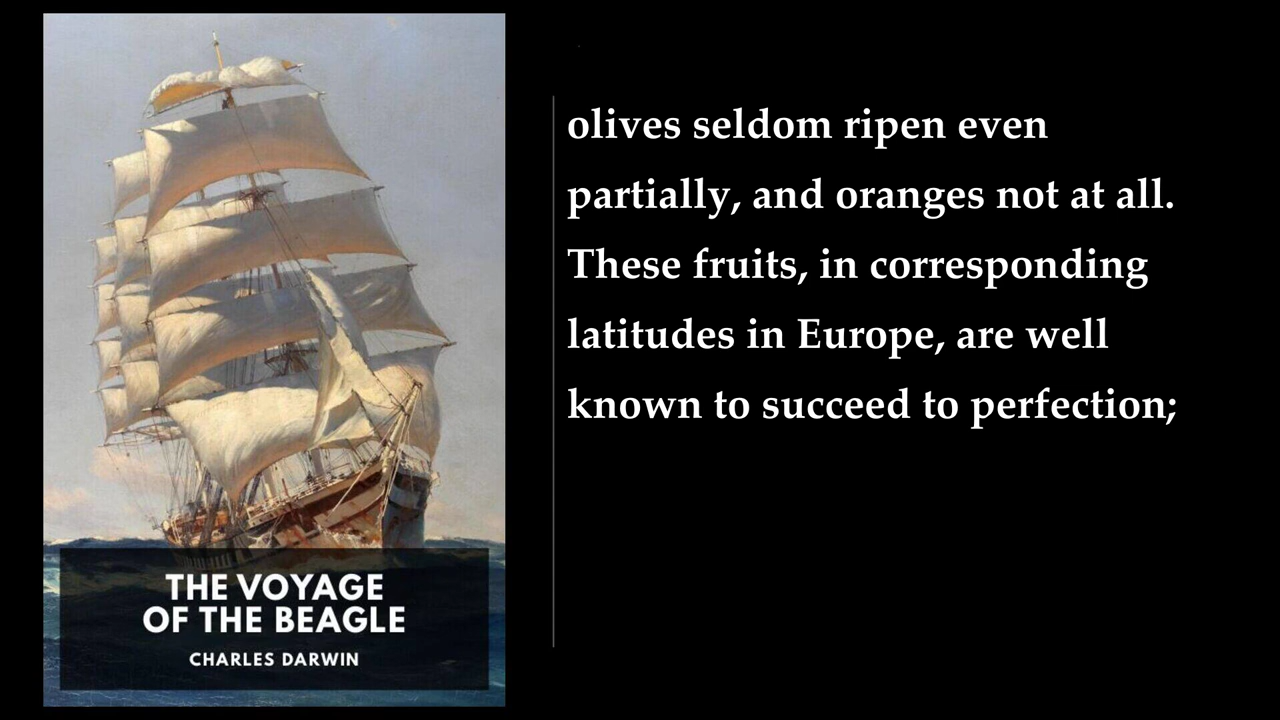 THE VOYAGE
OF THE BEAGLE
CHARLES DARWIN
olives seldom ripen even
partially, and oranges not at all.
These fruits, in corresponding
latitudes in Europe, are well
known to succeed to perfection;